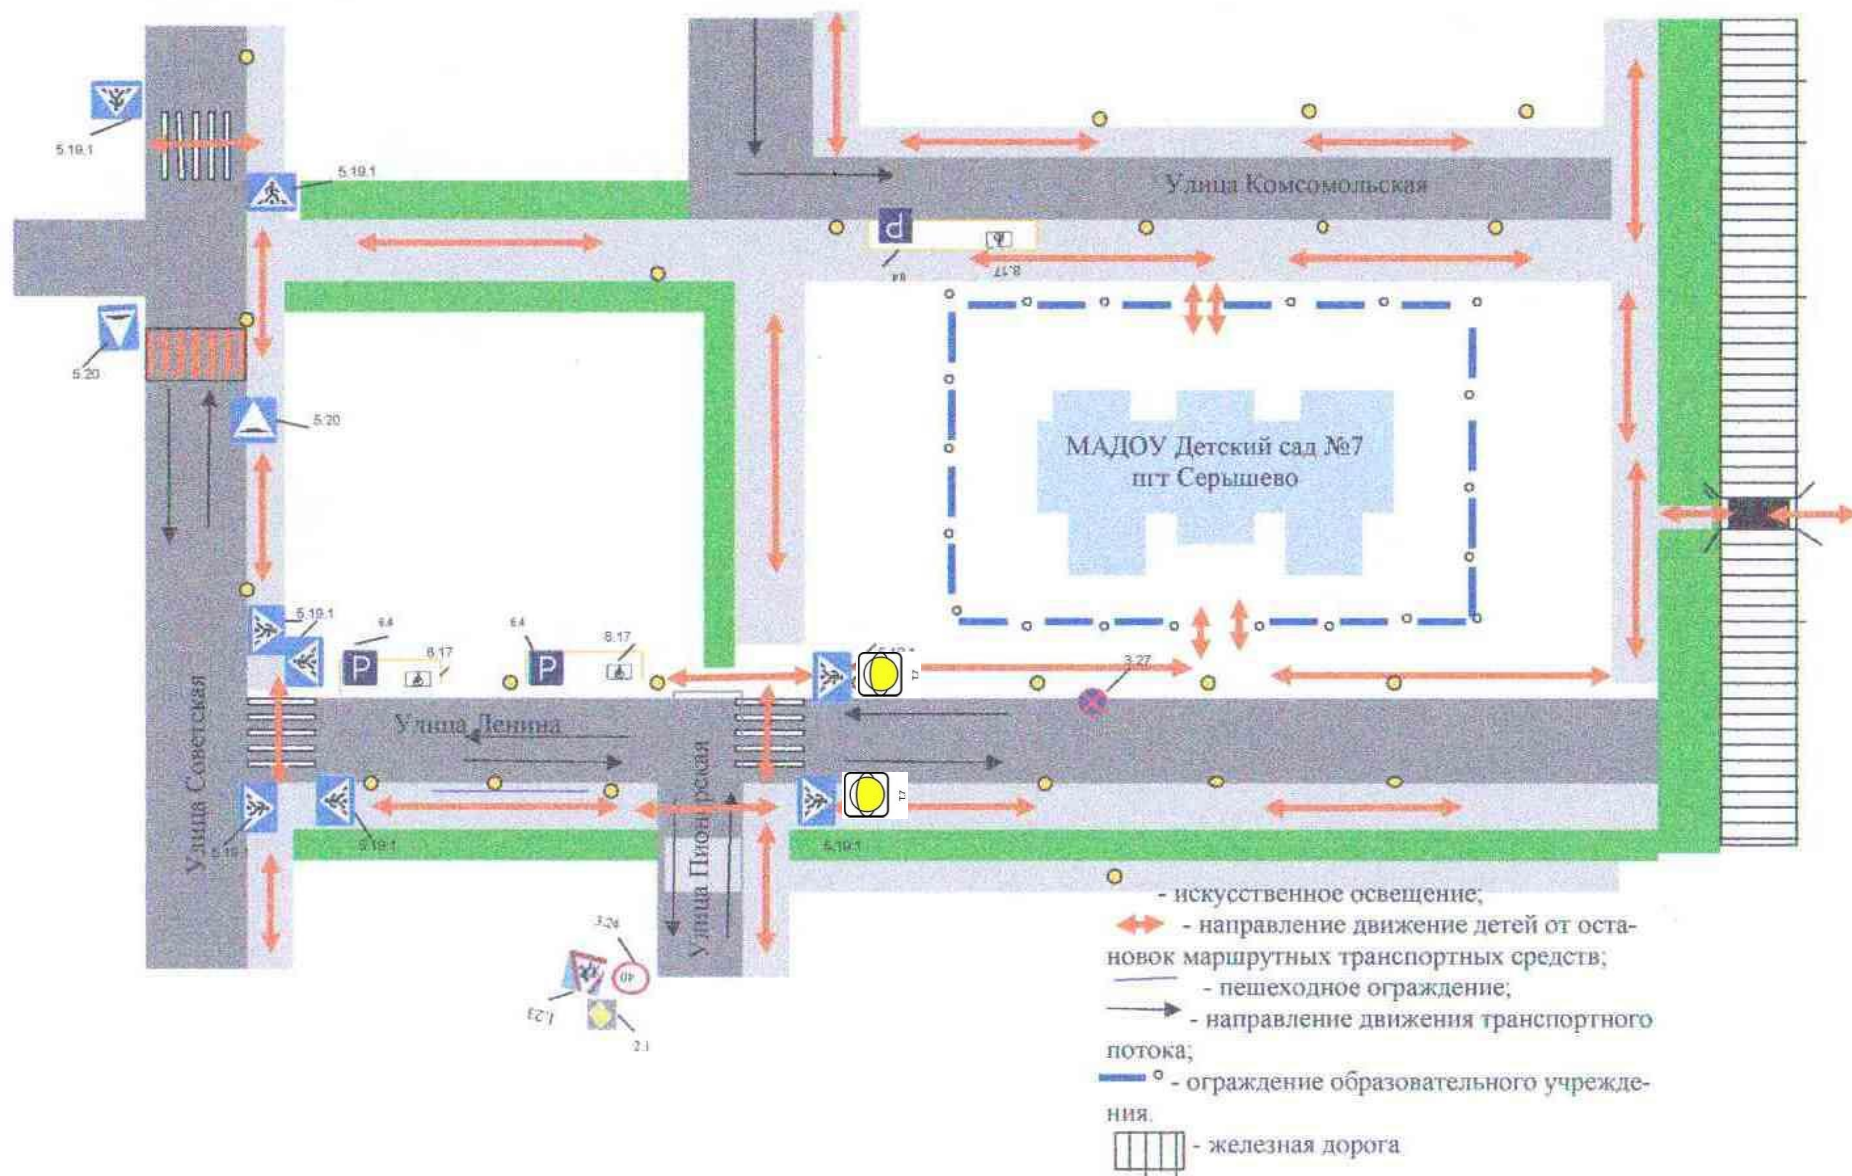 5.19.1
5.19.1
Улица Комсомольская
P
8.17
5.20
5.20
МАДОУ Детский сад №7
пгт Серышево
5.19.1
6.4
P
8.17
6.4
P
8.17
3.27
T.7
Улица Ленина
Улица Советская
Улица Пионерская
T.7
5.19.1
5.19.1
5.19.1
3.24
40
1.23
2.1
- искусственное освещение;
- направление движение детей от оста-
новок маршрутных транспортных средств;
- пешеходное ограждение;
- направление движения транспортного
потока;
- ограждение образовательного учрежде-
ния.
- железная дорога